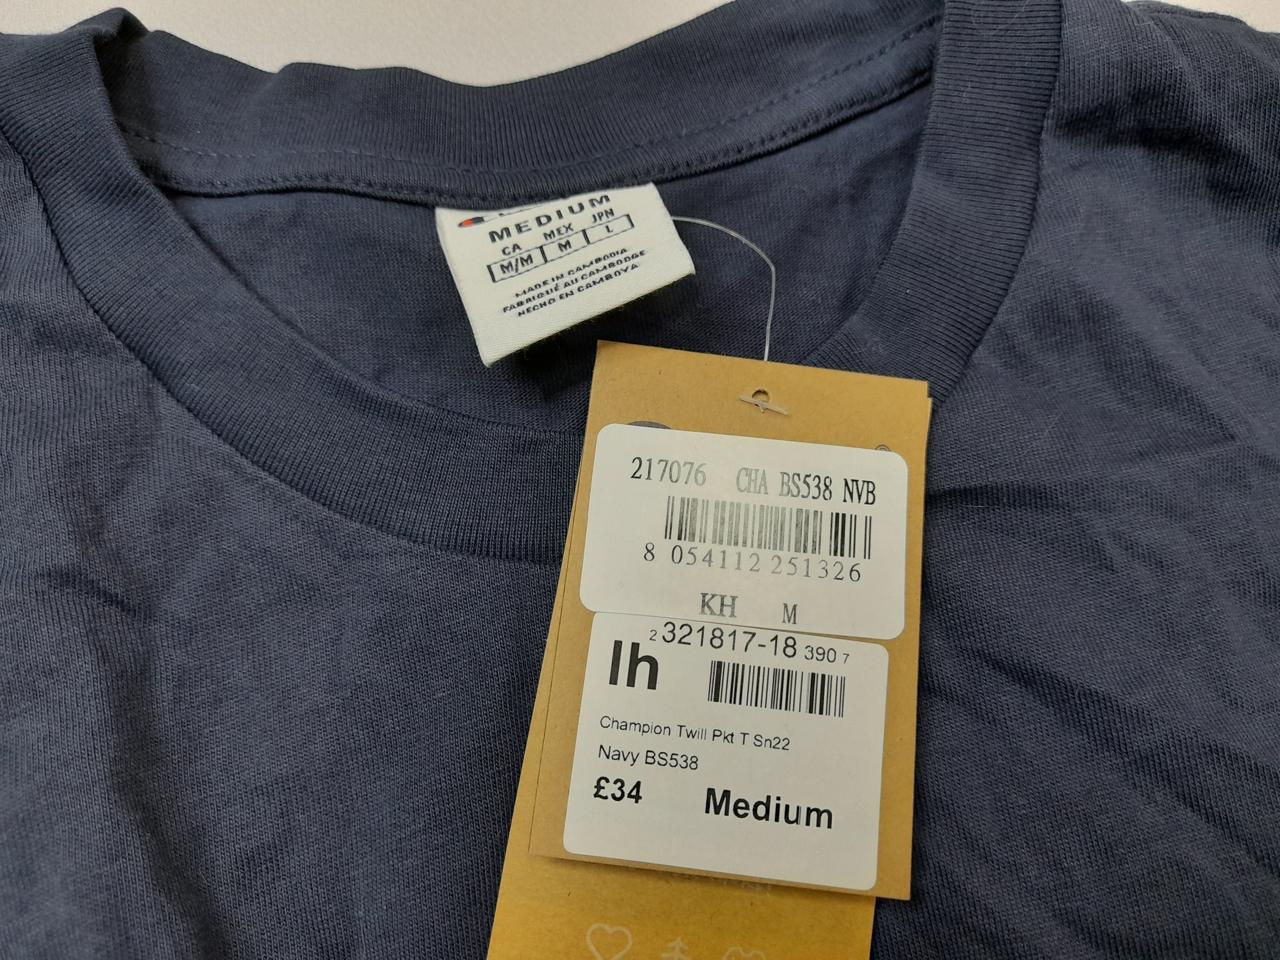 MEDIUM
CA MEX JPN
M/M M L
MADE IN CAMBODIA
FABRIQUÉ AU CAMBODGE
HECHO EN CAMBOYA
217076 CHA BS538 NVB
8 054112 251326
KH M
2 321817-18 390 7
lh
Champion Twill Pkt T Sn22
Navy BS538
£34 Medium